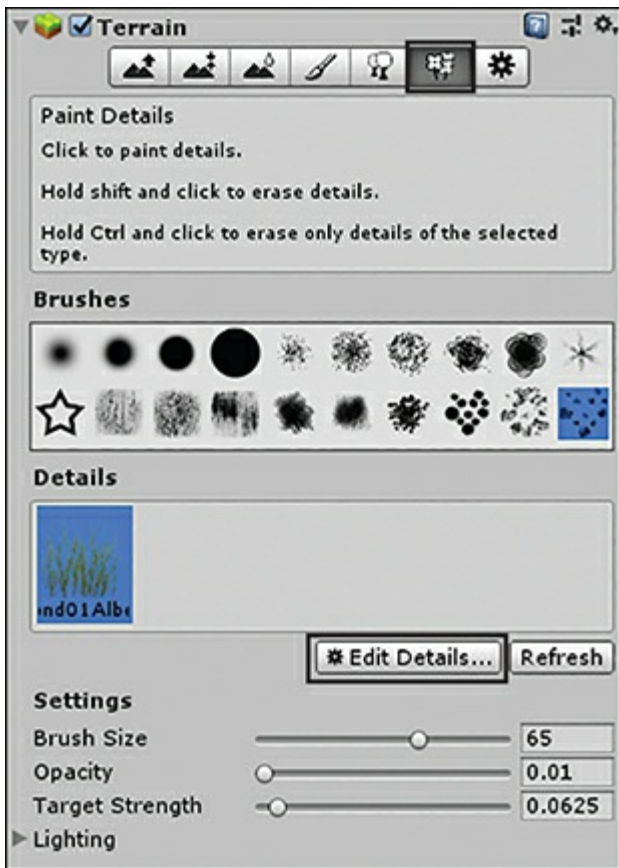 Terrain
Paint Details
Click to paint details.
Hold shift and click to erase details.
Hold Ctrl and click to erase only details of the selected
type.
Brushes
Details
nd01Alb
Edit Details...
Refresh
Settings
Brush Size
65
Opacity
0.01
Target Strength
0.0625
Lighting